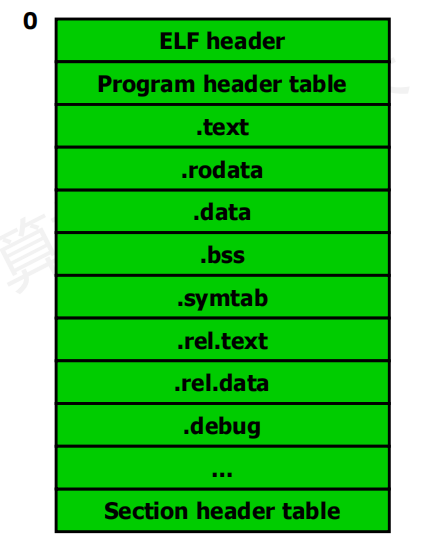 0
ELF header
Program header table
.text
.rodata
.data
.bss
.symtab
.rel.text
.rel.data
.debug
...
Section header table
算